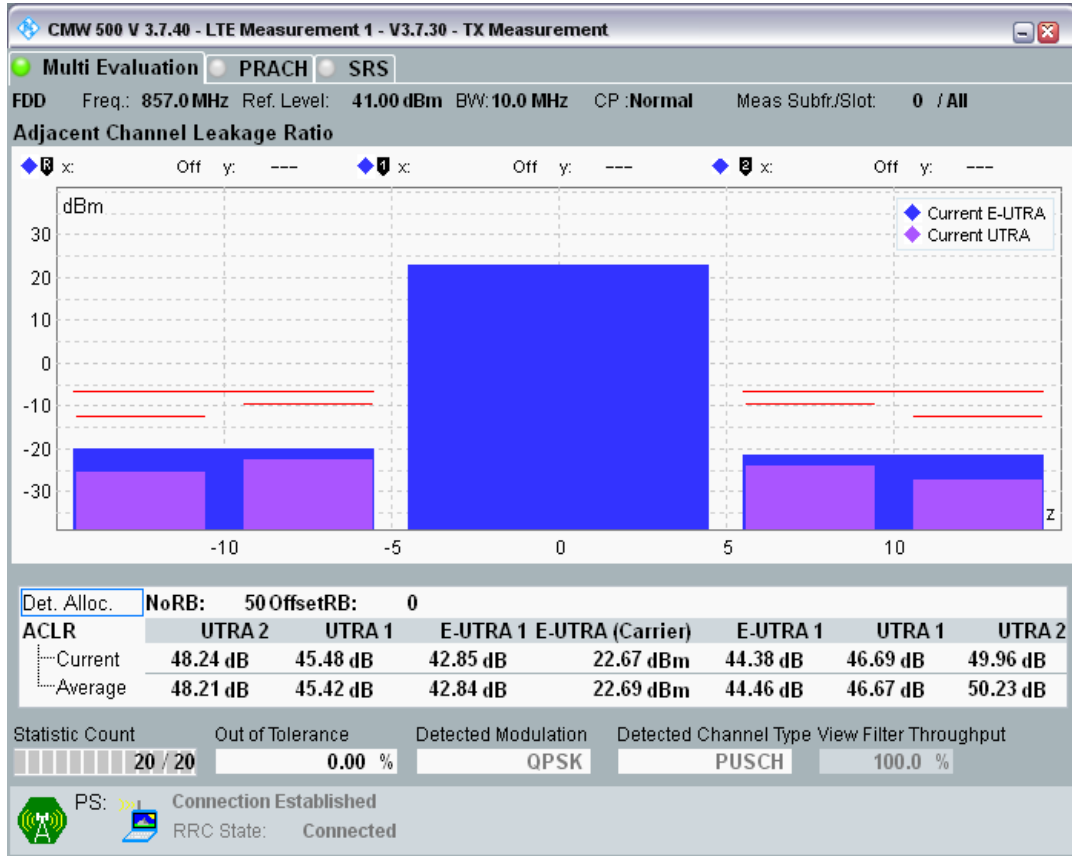 CMW 500 V 3.7.40 - LTE Measurement 1 - V3.7.30 - TX Measurement
Multi Evaluation PRACH SRS
FDD Freq.: 857.0 MHz Ref. Level: 41.00 dBm BW: 10.0 MHz CP :Normal Meas Subfr./Slot: 0 / All
Adjacent Channel Leakage Ratio
R x: Off y: --- 1 x: Off y: --- 2 x: Off y: ---
dBm
Current E-UTRA
Current UTRA
30
20
10
0
-10
-20
-30
z
-10 -5 0 5 10
Det. Alloc. NoRB: 50 OffsetRB: 0
ACLR UTRA 2 UTRA 1 E-UTRA 1 E-UTRA (Carrier) E-UTRA 1 UTRA 1 UTRA 2
Current 48.24 dB 45.48 dB 42.85 dB 22.67 dBm 44.38 dB 46.69 dB 49.96 dB
Average 48.21 dB 45.42 dB 42.84 dB 22.69 dBm 44.46 dB 46.67 dB 50.23 dB
Statistic Count Out of Tolerance Detected Modulation Detected Channel Type View Filter Throughput
20 / 20 0.00 % QPSK PUSCH 100.0 %
PS: Connection Established
RRC State: Connected